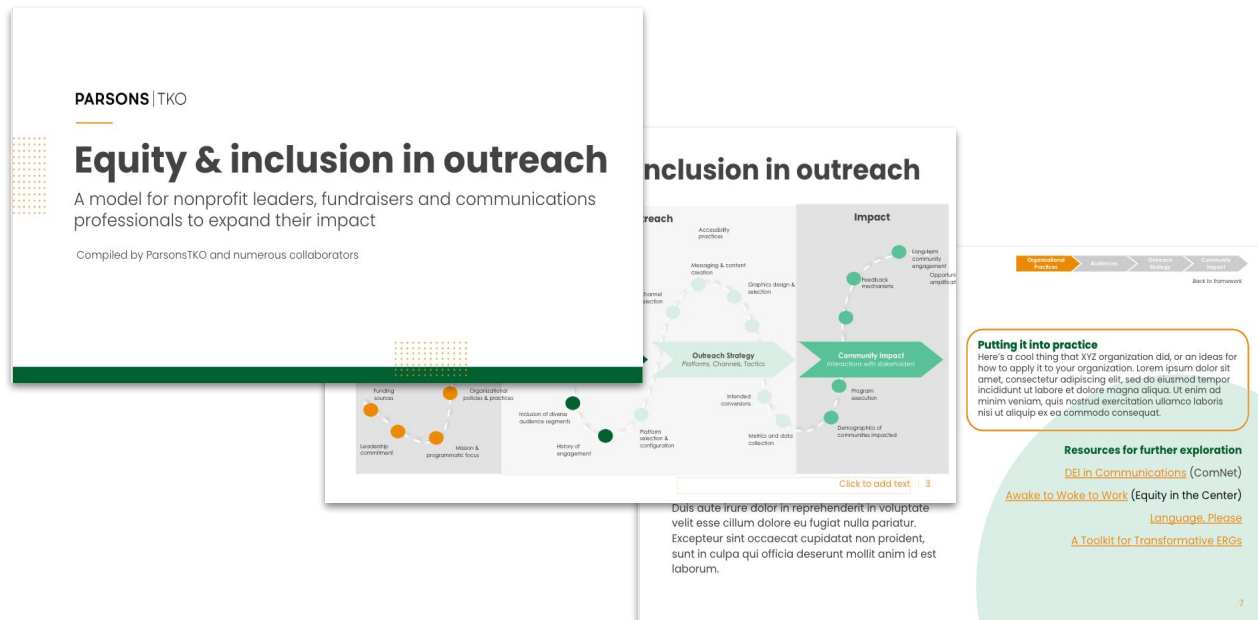 PARSONS|TKO
Equity & inclusion in outreach
A model for nonprofit leaders, fundraisers and communications
professionals to expand their impact
Compiled by ParsonsTKO and numerous collaborators
nclusion in outreach
reach
Impact
Accessibility
practices
Messaging & content
creation
Channel
selection
Graphic design &
selection
Long-term
community
engagement
Feedback
mechanisms
Opportuni
amplificat
Outreach Strategy
Platforms, Channels, Tactics
Community Impact
Interactions with stakeholders
Funding
sources
Organizational
policies & practices
Leadership
commitment
Mission &
programmatic focus
Inclusion of diverse
audience segments
History of
engagement
Platform
selection &
configuration
Intended
conversions
Metrics and data
collection
Program
execution
Demographics of
communities impacted
Click to add text | 3
Organizational
Practices
Audiences
Outreach
Strategy
Community
Impact
Back to framework
Putting it into practice
Here's a cool thing that XYZ organization did, or an ideas for
how to apply it to your organization. Lorem ipsum dolor sit
amet, consectetur adipiscing elit, sed do eiusmod tempor
incididunt ut labore et dolore magna aliqua. Ut enim ad
minim veniam, quis nostrud exercitation ullamco laboris
nisi ut aliquip ex ea commodo consequat.
Resources for further exploration
DEI in Communications (ComNet)
Awake to Woke to Work (Equity in the Center)
Language, Please
A Toolkit for Transformative ERGs
Duis aute irure dolor in reprehenderit in voluptate
velit esse cillum dolore eu fugiat nulla pariatur.
Excepteur sint occaecat cupidatat non proident,
sunt in culpa qui officia deserunt mollit anim id est
laborum.
7